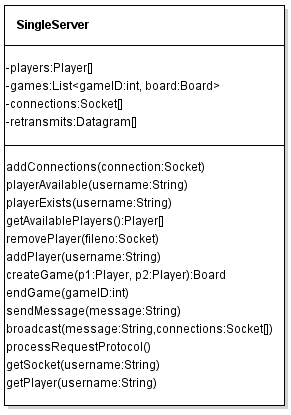 SingleServer
-players:Player[]
-games:List<gameID:int, board:Board>
-connections:Socket[]
-retransmits:Datagram[]
addConnections(connection:Socket)
playerAvailable(username:String)
playerExists(username:String)
getAvailablePlayers():Player[]
removePlayer(fileno:Socket)
addPlayer(username:String)
createGame(p1:Player, p2:Player):Board
endGame(gameID:int)
sendMessage(message:String)
broadcast(message:String,connections:Socket[])
processRequestProtocol()
getSocket(username:String)
getPlayer(username:String)